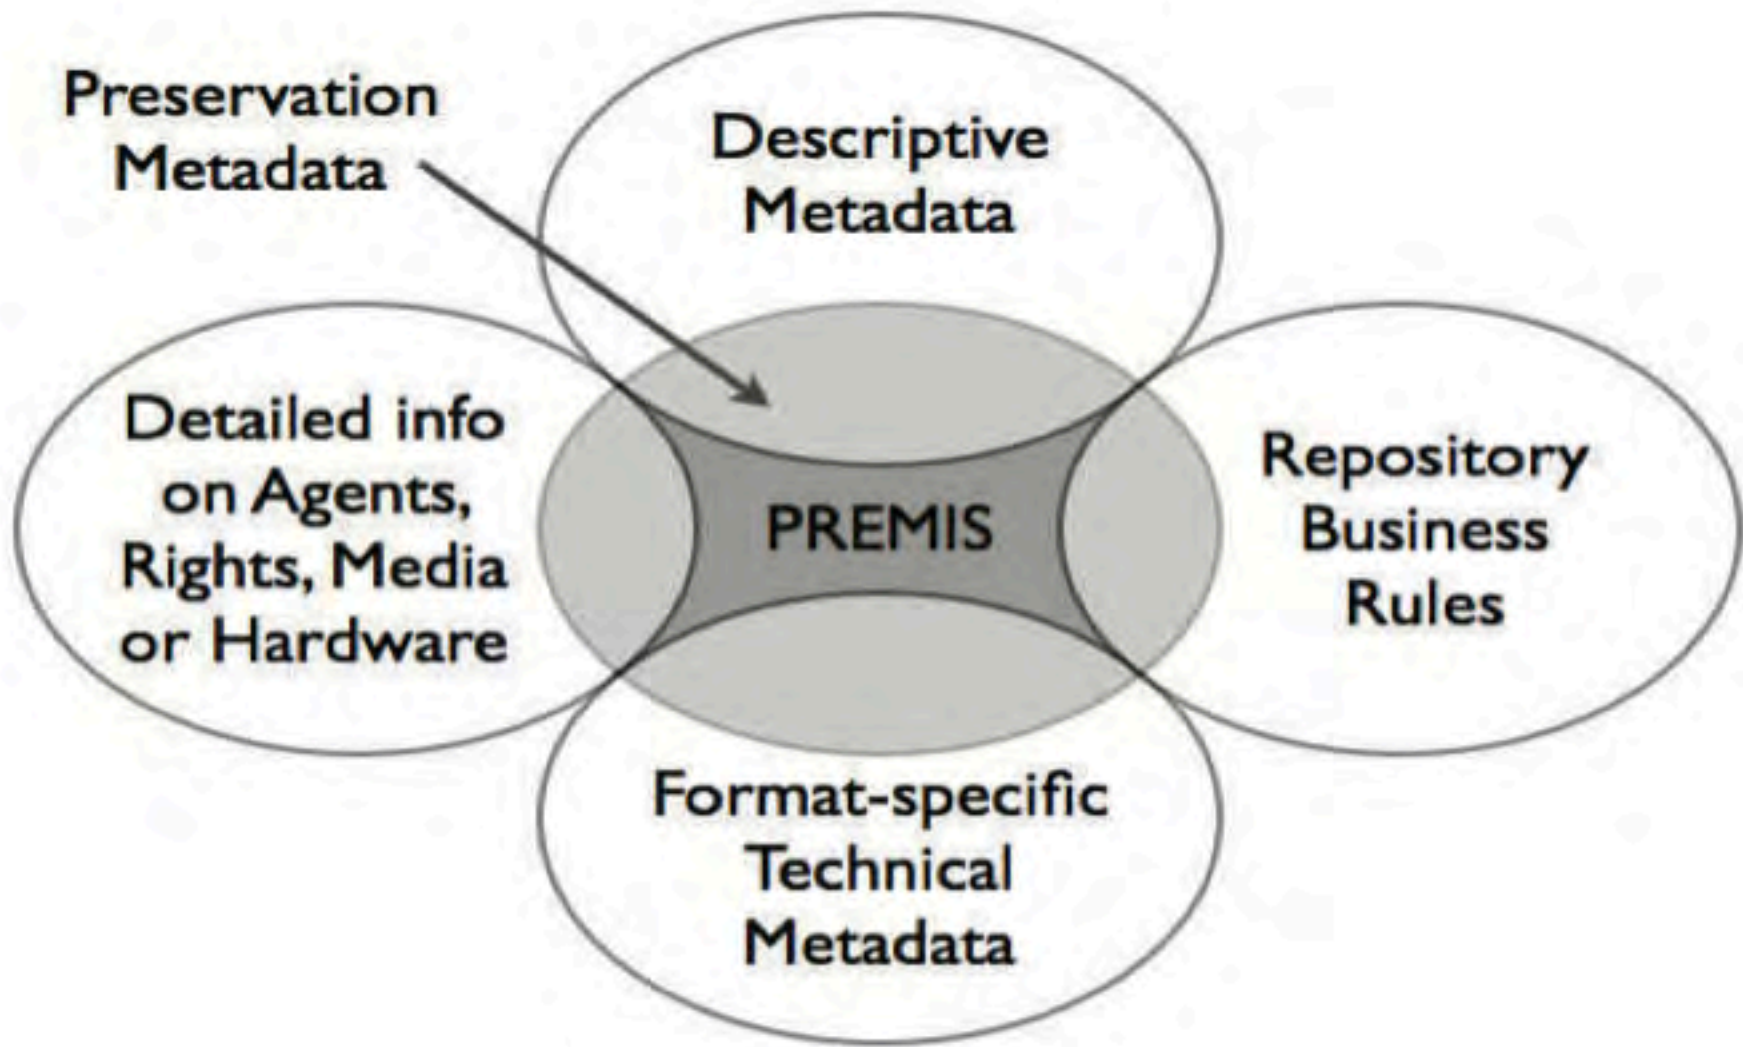 Preservation
Metadata
Descriptive
Metadata
Detailed info
on Agents,
Rights, Media
or Hardware
PREMIS
Repository
Business
Rules
Format-specific
Technical
Metadata